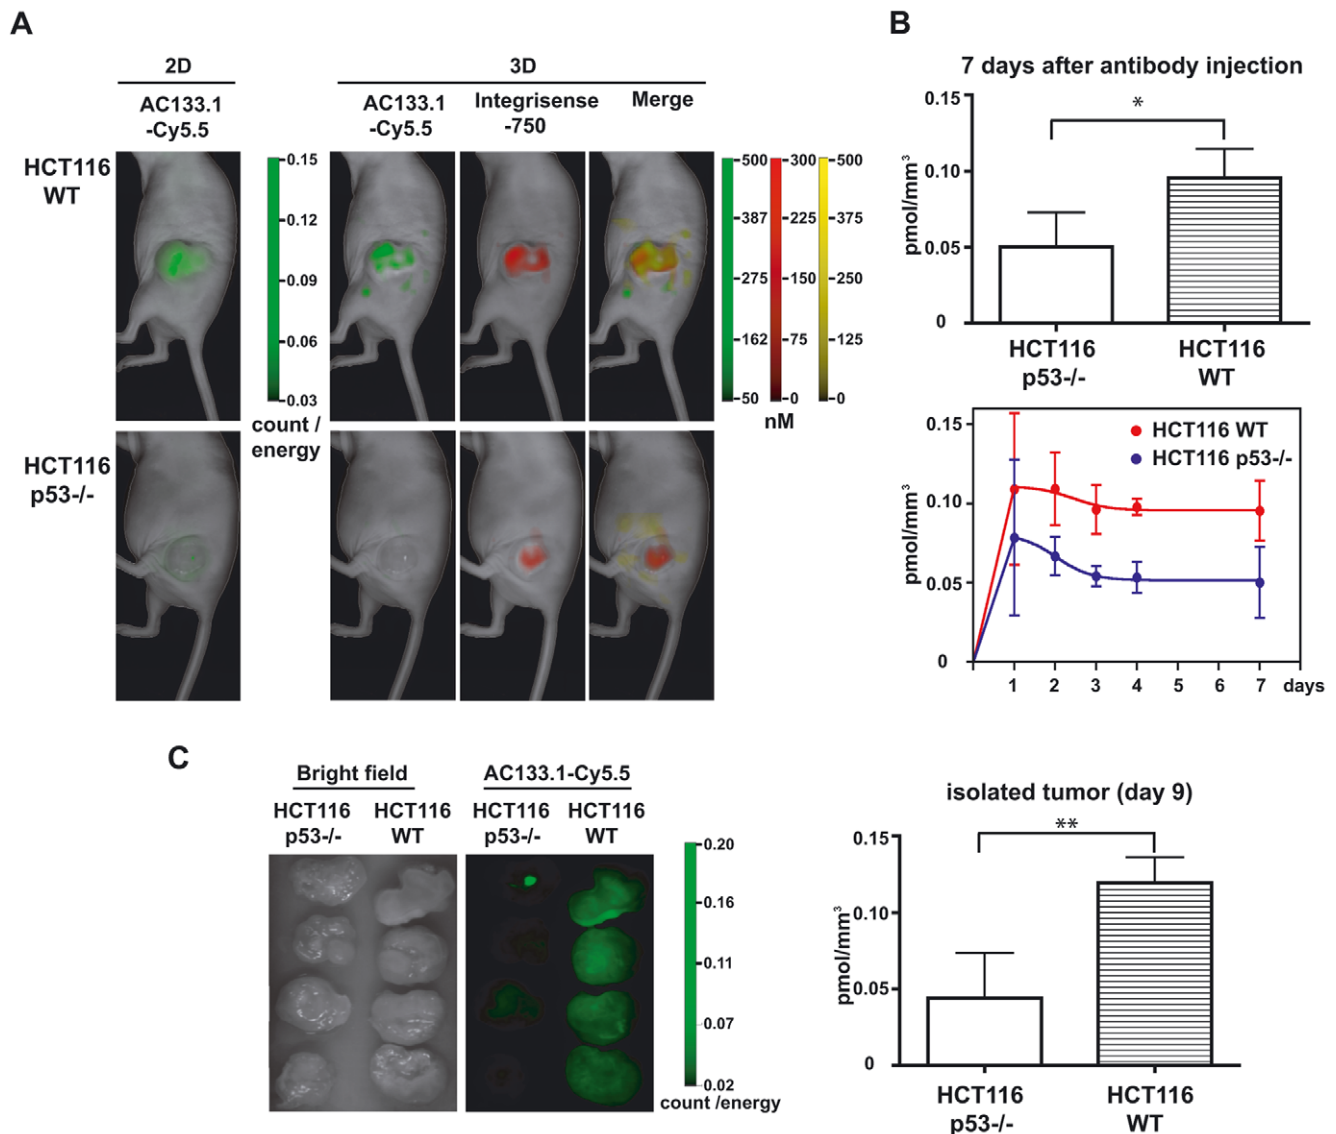 A
2D
3D
AC133.1
-Cy5.5
AC133.1
-Cy5.5
Integrisense
-750
Merge
HCT116
WT
0.15
0.12
0.09
0.06
0.03
count /
energy
500
387
275
162
50
300
225
150
75
0
500
375
250
125
0
nM
HCT116
p53-/-
B
7 days after antibody injection
0.15
0.10
0.05
0
pmol/mm³
*
HCT116
p53-/-
HCT116
WT
0.15
0.10
0.05
0
pmol/mm³
HCT116 WT
HCT116 p53-/-
1 2 3 4 5 6 7 days
C
Bright field
AC133.1-Cy5.5
HCT116
p53-/-
HCT116
WT
HCT116
p53-/-
HCT116
WT
0.20
0.16
0.11
0.07
0.02
count /energy
isolated tumor (day 9)
0.15
0.10
0.05
0
pmol/mm³
**
HCT116
p53-/-
HCT116
WT